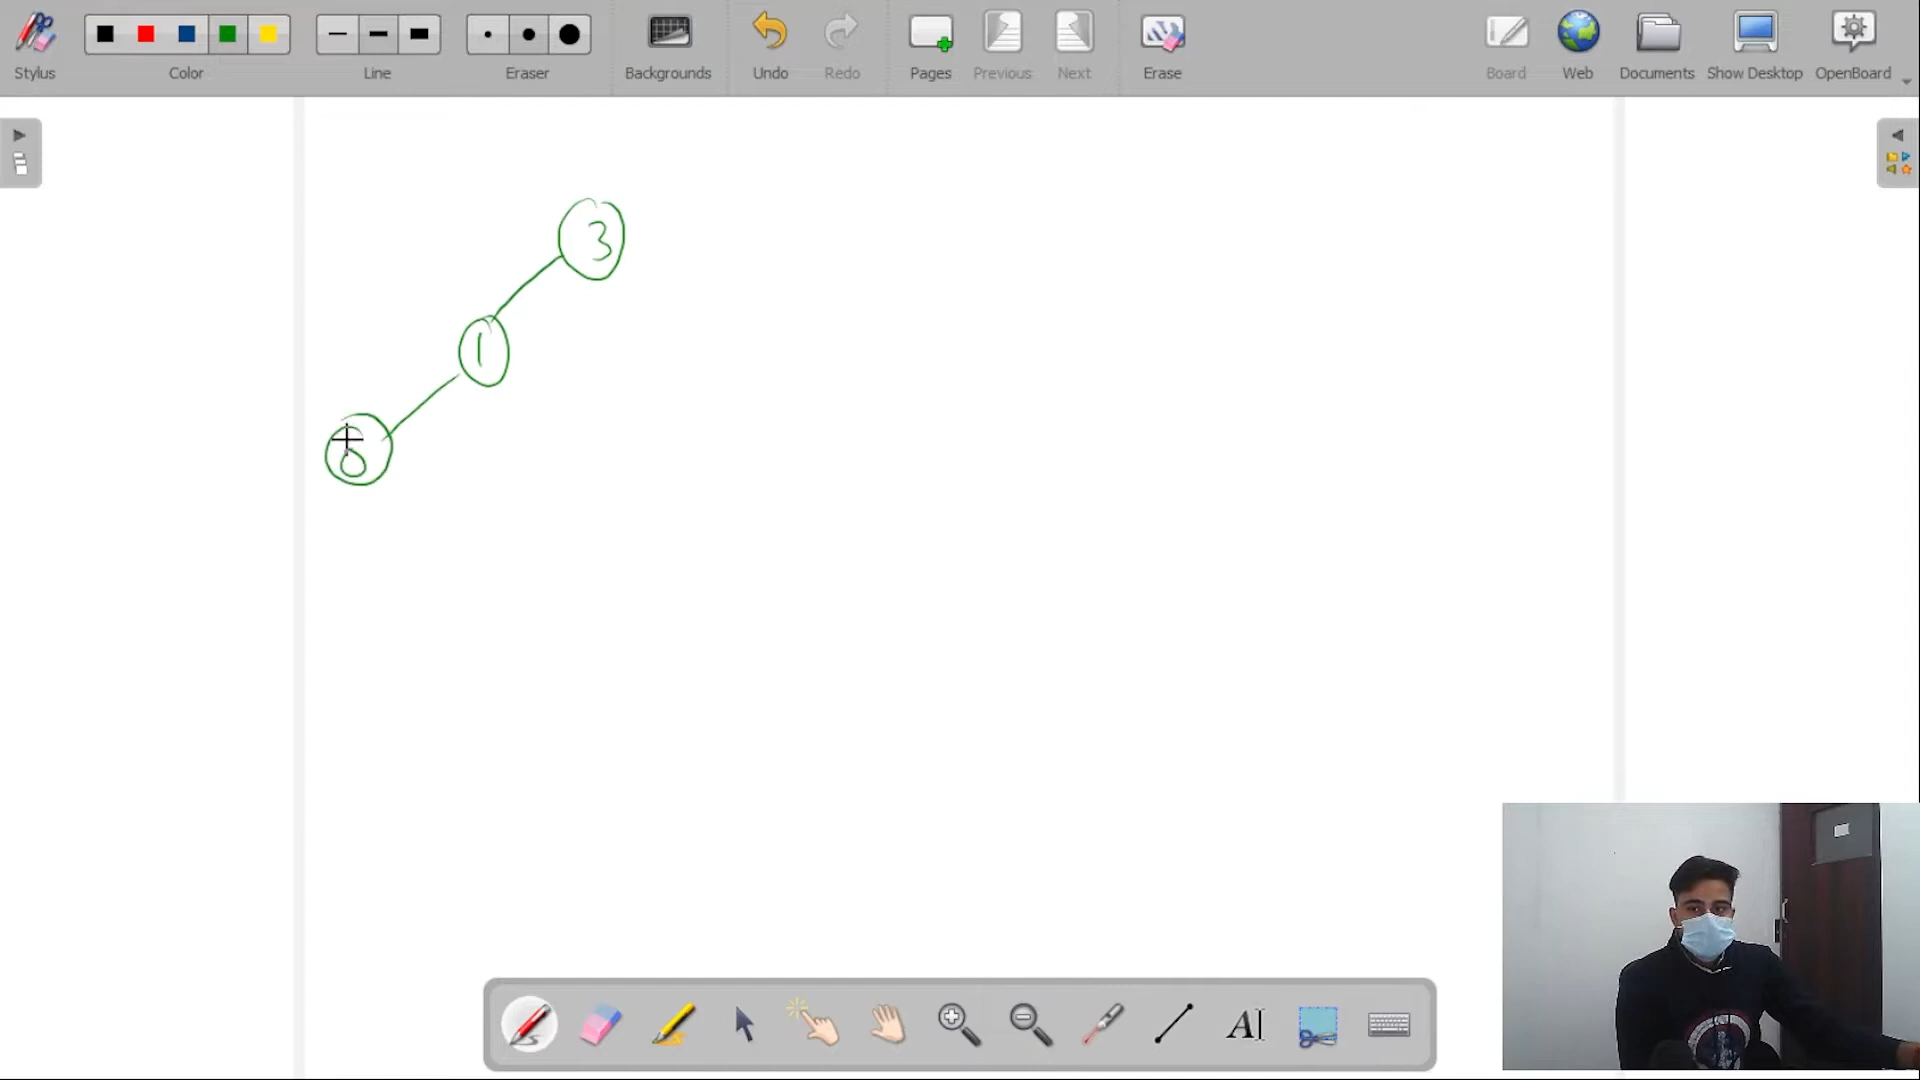 Stylus
Color
Line
Eraser
Backgrounds
Undo
Redo
Pages
Previous
Next
Erase
Board
Web
Documents
Show Desktop
OpenBoard
3
1
A